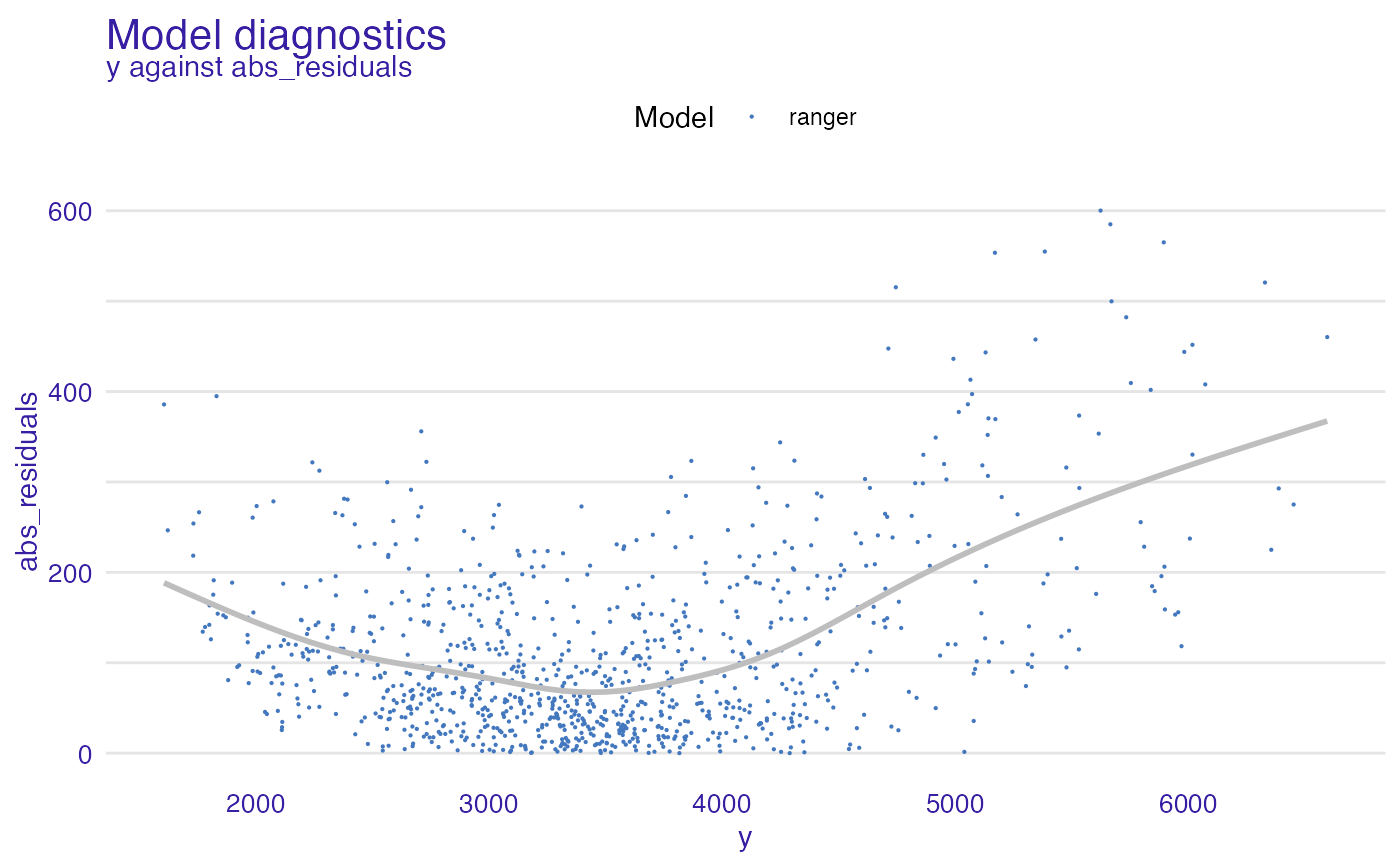 Model diagnostics
y against abs_residuals
Model ranger
600
400
200
0
abs_residuals
2000 3000 4000 5000 6000
y